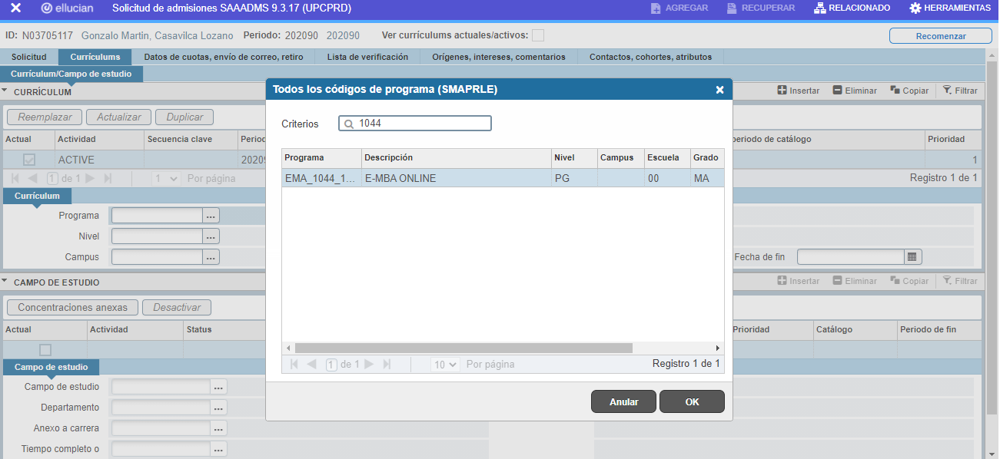 ellucian Solicitud de admisiones SAAADMS 9.3.17 (UPCPRD) AGREGAR RECUPERAR RELACIONADO HERRAMIENTAS
ID: N03705117 Gonzalo Martin, Casavilca Lozano Periodo: 202090 202090 Ver currículums actuales/activos: Recomenzar
Solicitud Currículums Datos de cuotas, envío de correo, retiro Lista de verificación Orígenes, intereses, comentarios Contactos, cohortes, atributos
Currículum/Campo de estudio
CURRÍCULUM Insertar Eliminar Copiar Filtrar
Reemplazar Actualizar Duplicar
Actual Actividad Secuencia clave periodo de catálogo Prioridad
ACTIVE 1
1 de 1 1 Por página Registro 1 de 1
Currículum
Programa ...
Nivel ...
Campus ... Fecha de fin
CAMPO DE ESTUDIO Insertar Eliminar Copiar Filtrar
Concentraciones anexas Desactivar
Actual Actividad Status Prioridad Catálogo Periodo de fin
Campo de estudio
Campo de estudio ...
Departamento ...
Anexo a carrera ...
Tiempo completo o ...
Todos los códigos de programa (SMAPRLE)
Criterios 1044
Programa Descripción Nivel Campus Escuela Grado
EMA_1044_1... E-MBA ONLINE PG 00 MA
1 de 1 10 Por página Registro 1 de 1
Anular OK